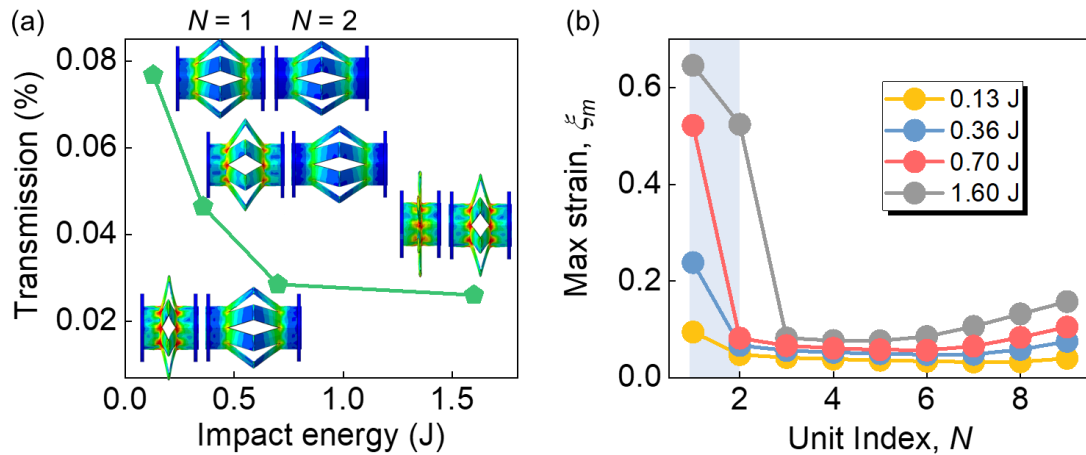 (a)
N = 1 N = 2
Transmission (%)
0.08
0.06
0.04
0.02
0.0 0.5 1.0 1.5
Impact energy (J)
(b)
Max strain, ξm
0.6
0.4
0.2
0.0
0.13 J
0.36 J
0.70 J
1.60 J
2 4 6 8
Unit Index, N